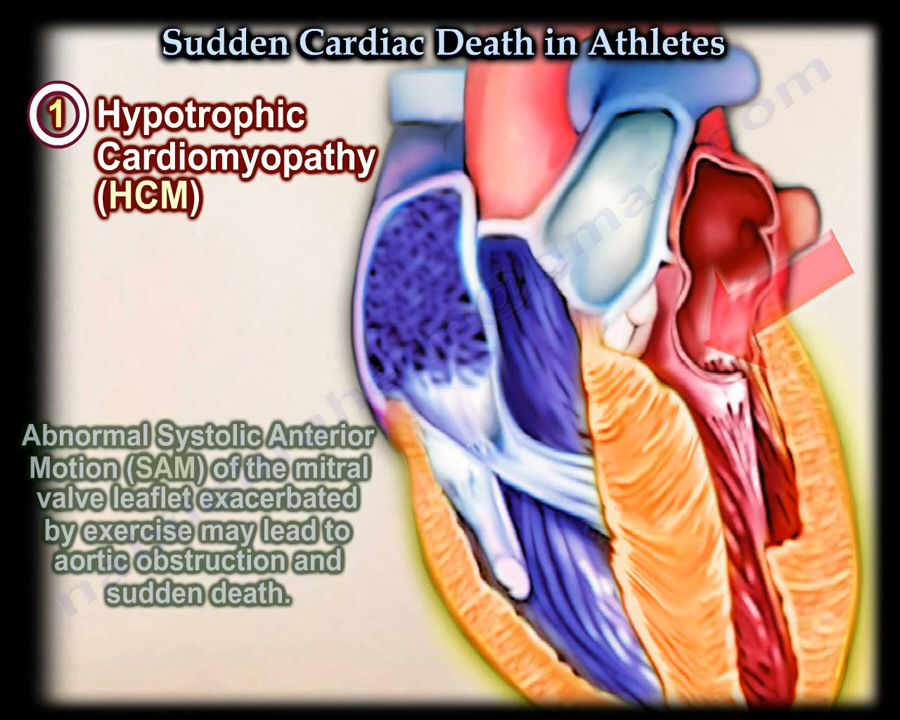 Sudden Cardiac Death in Athletes
1 Hypotrophic
Cardiomyopathy
(HCM)
Abnormal Systolic Anterior
Motion (SAM) of the mitral
valve leaflet exacerbated
by exercise may lead to
aortic obstruction and
sudden death.